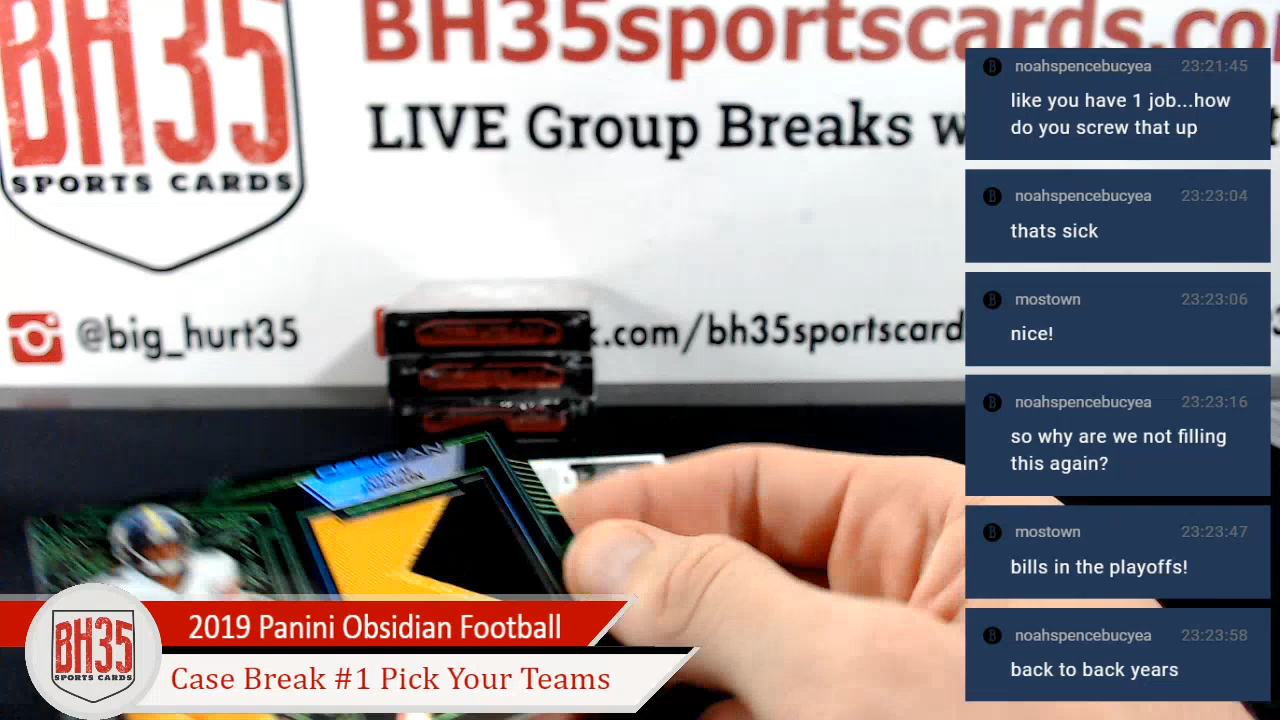 BH35
SPORTS CARDS
BH35sportscards.co
LIVE Group Breaks w
@big_hurt35
k.com/bh35sportscard
OBSIDIAN
noahspencebucyea 23:21:45
like you have 1 job...how
do you screw that up
noahspencebucyea 23:23:04
thats sick
mostown 23:23:06
nice!
noahspencebucyea 23:23:16
so why are we not filling
this again?
mostown 23:23:47
bills in the playoffs!
noahspencebucyea 23:23:58
back to back years
BH35
SPORTS CARDS
2019 Panini Obsidian Football
Case Break #1 Pick Your Teams